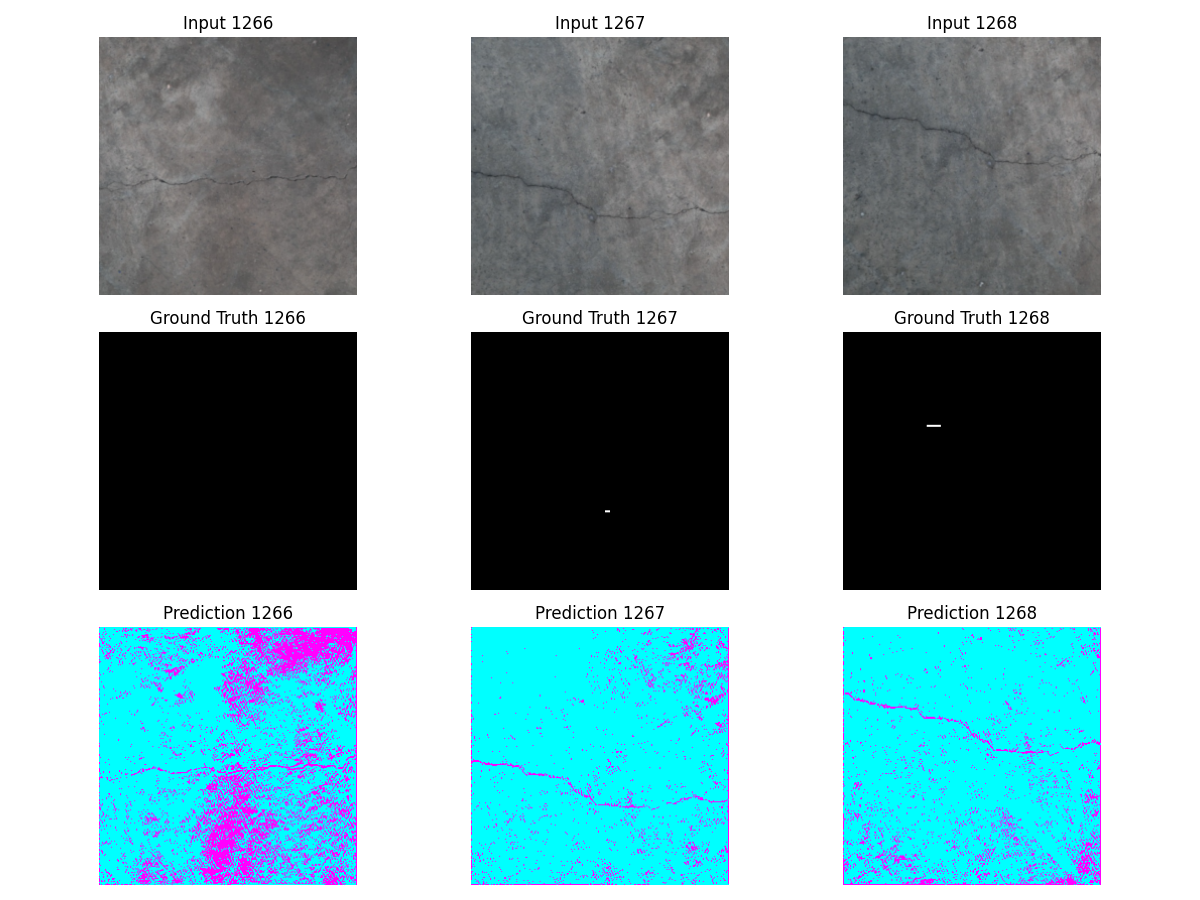 Input 1266
Input 1267
Input 1268
Ground Truth 1266
Ground Truth 1267
Ground Truth 1268
Prediction 1266
Prediction 1267
Prediction 1268